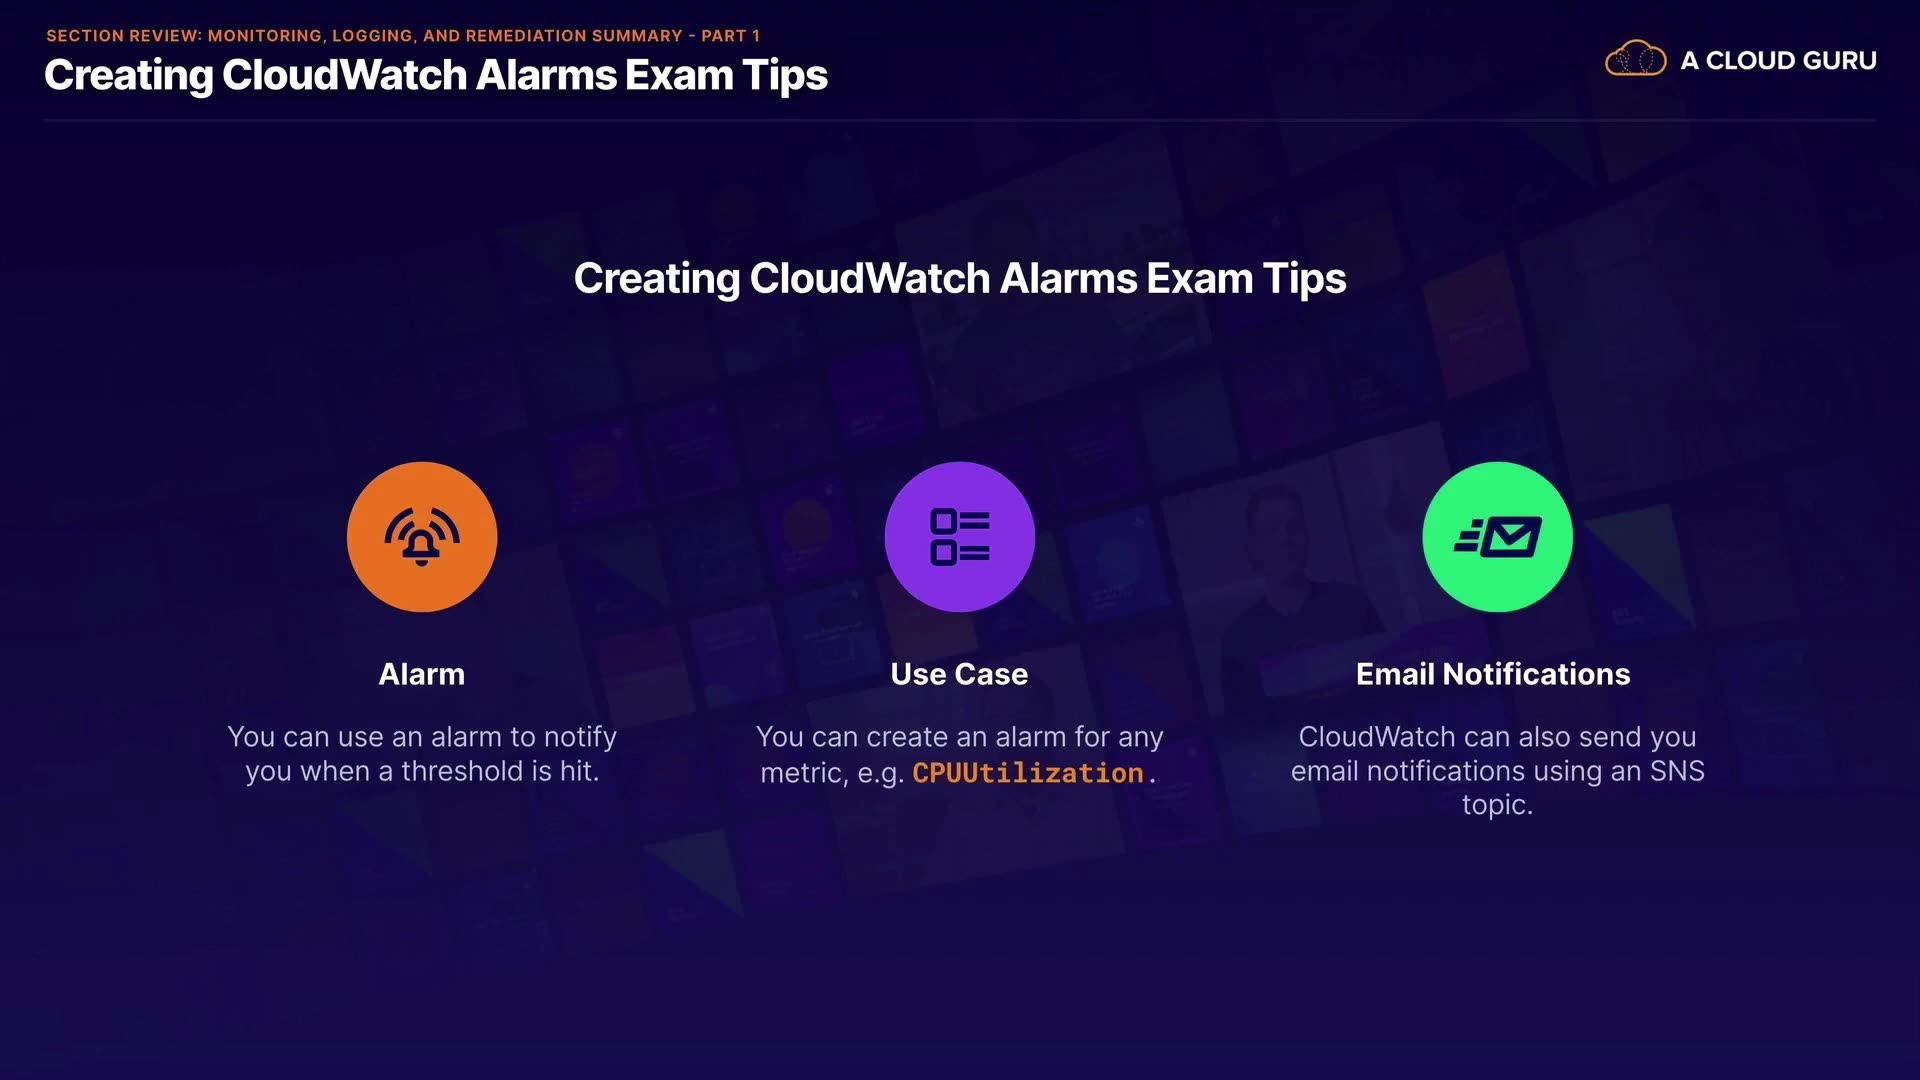 SECTION REVIEW: MONITORING, LOGGING, AND REMEDIATION SUMMARY - PART 1
Creating CloudWatch Alarms Exam Tips
A CLOUD GURU
Creating CloudWatch Alarms Exam Tips
Alarm
You can use an alarm to notify
you when a threshold is hit.
Use Case
You can create an alarm for any
metric, e.g. CPUUtilization.
Email Notifications
CloudWatch can also send you
email notifications using an SNS
topic.